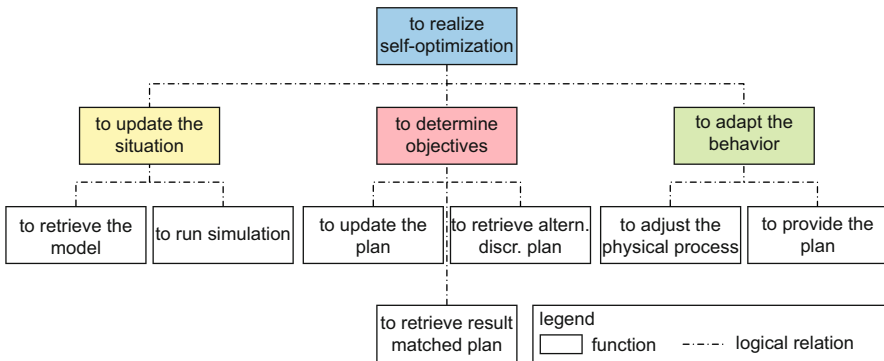 to realize
self-optimization
to update the
situation
to determine
objectives
to adapt the
behavior
to retrieve the
model
to run simulation
to update the
plan
to retrieve altern.
discr. plan
to adjust the
physical process
to provide the
plan
to retrieve result
matched plan
legend
function
logical relation